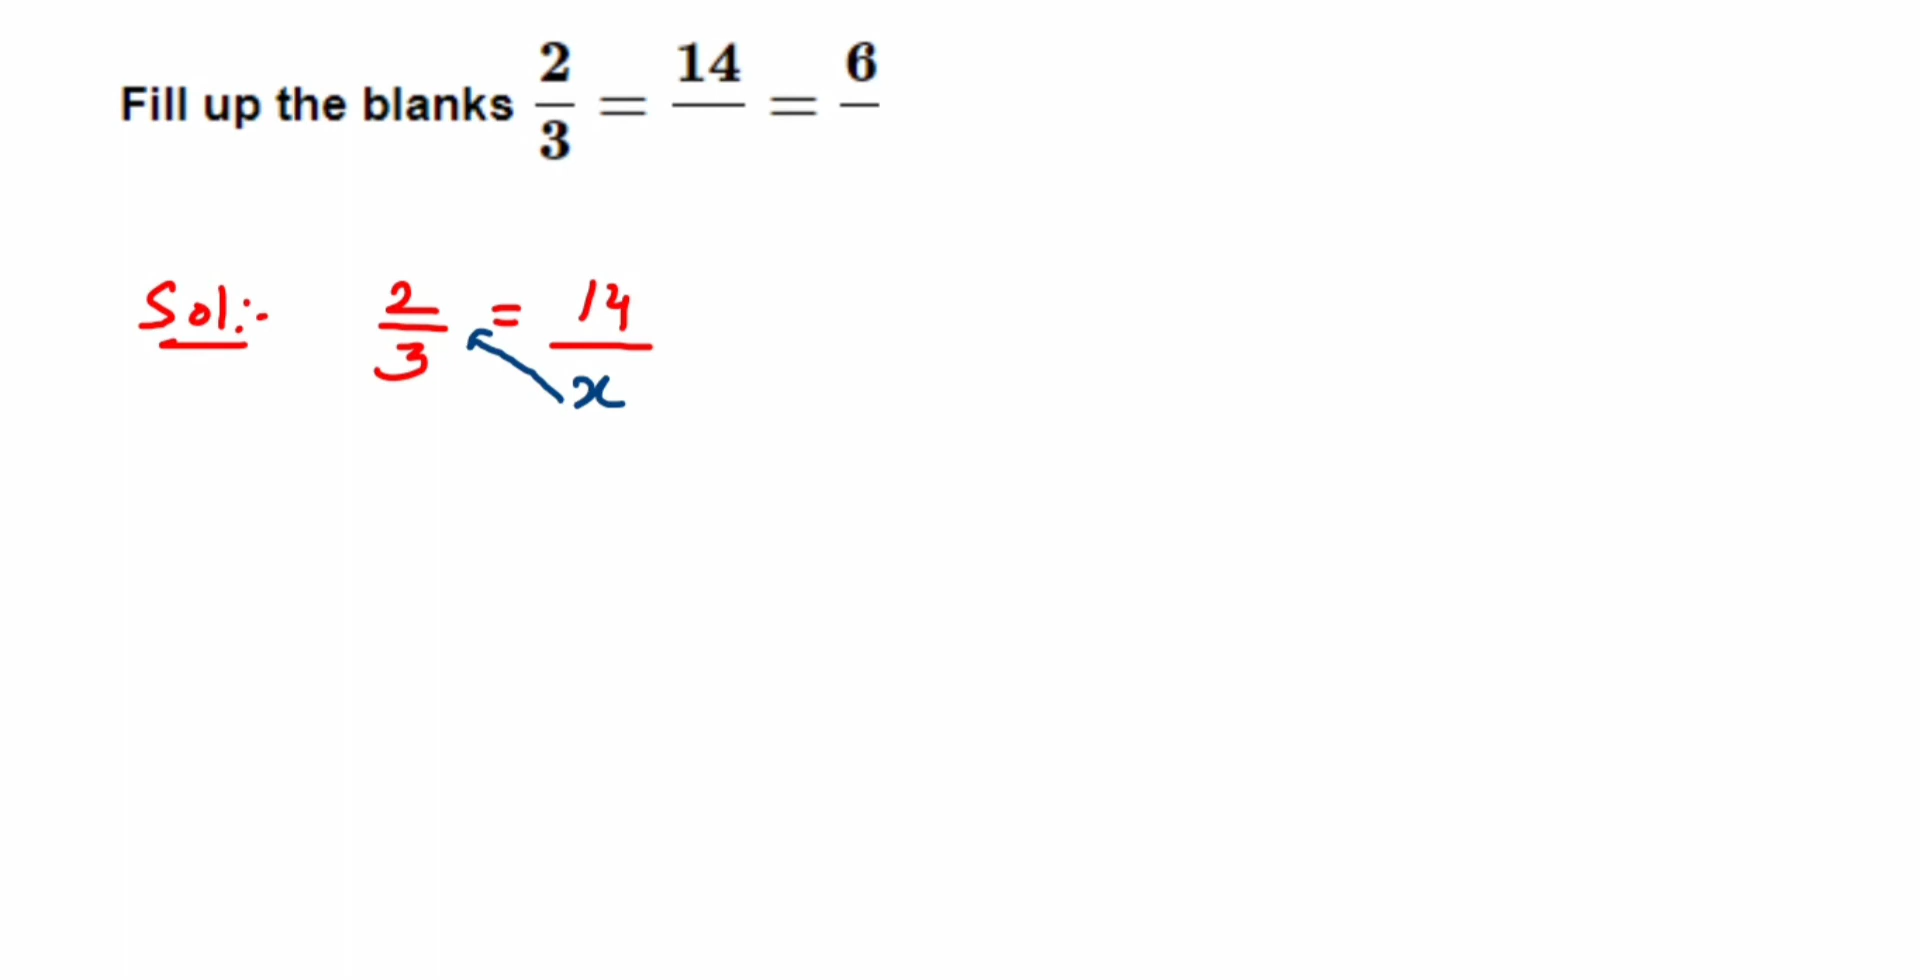 Fill up the blanks 2/3 = 14/ = 6/
Sol:- 2/3 = 14/x